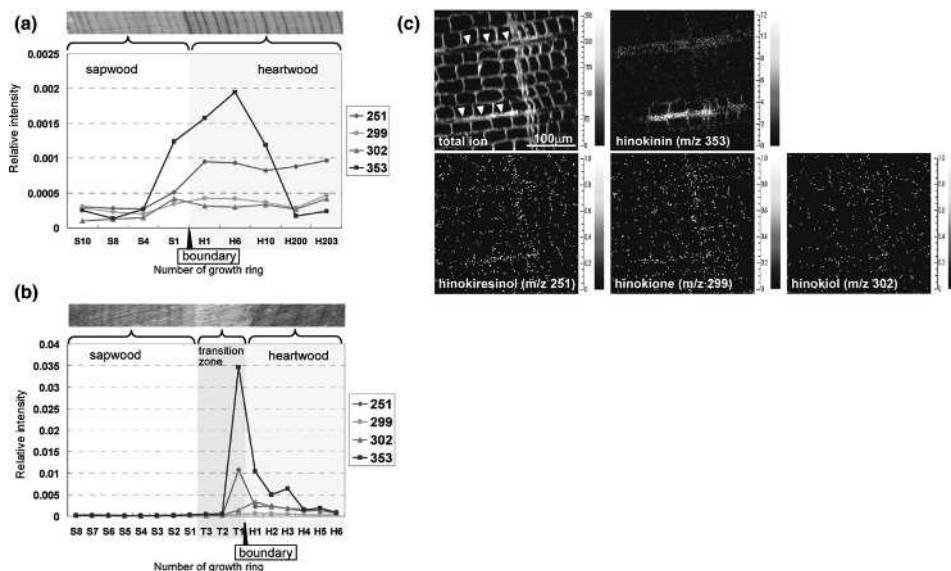 (a)
sapwood
heartwood
Relative intensity
0.0025
0.002
0.0015
0.001
0.0005
0
251
299
302
353
S10 S8 S4 S1 H1 H6 H10 H200 H203
boundary
Number of growth ring
(b)
sapwood
transition
zone
heartwood
Relative intensity
0.04
0.035
0.03
0.025
0.02
0.015
0.01
0.005
0
251
299
302
353
S8 S7 S6 S5 S4 S3 S2 S1 T3 T2 T1 H1 H2 H3 H4 H5 H6
boundary
Number of growth ring
(c)
total ion
100μm
hinokinin (m/z 353)
hinokiresinol (m/z 251)
hinokione (m/z 299)
hinokiol (m/z 302)